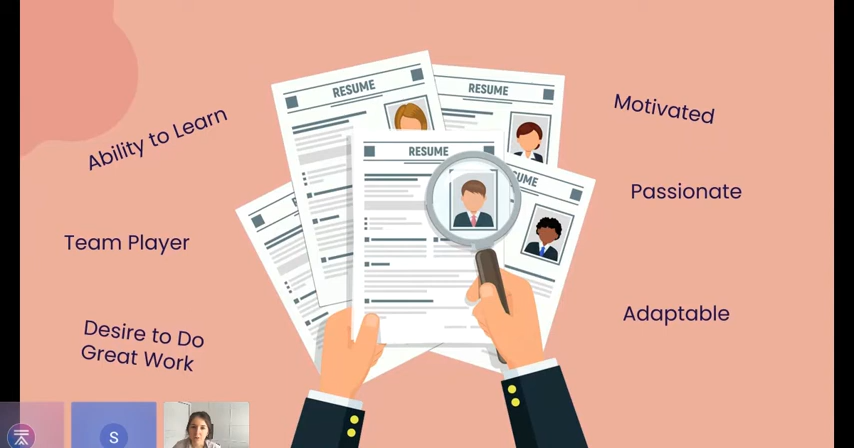 RESUME
RESUME
RESUME
UME
Ability to Learn
Motivated
Passionate
Team Player
Adaptable
Desire to Do
Great Work
S